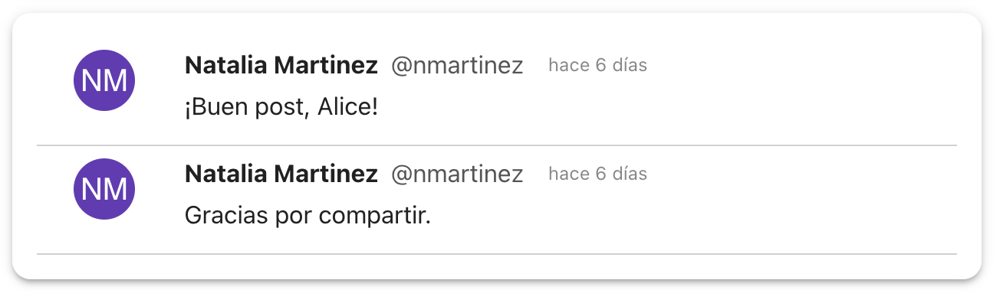 NM
Natalia Martinez @nmartinez hace 6 días
¡Buen post, Alice!
NM
Natalia Martinez @nmartinez hace 6 días
Gracias por compartir.